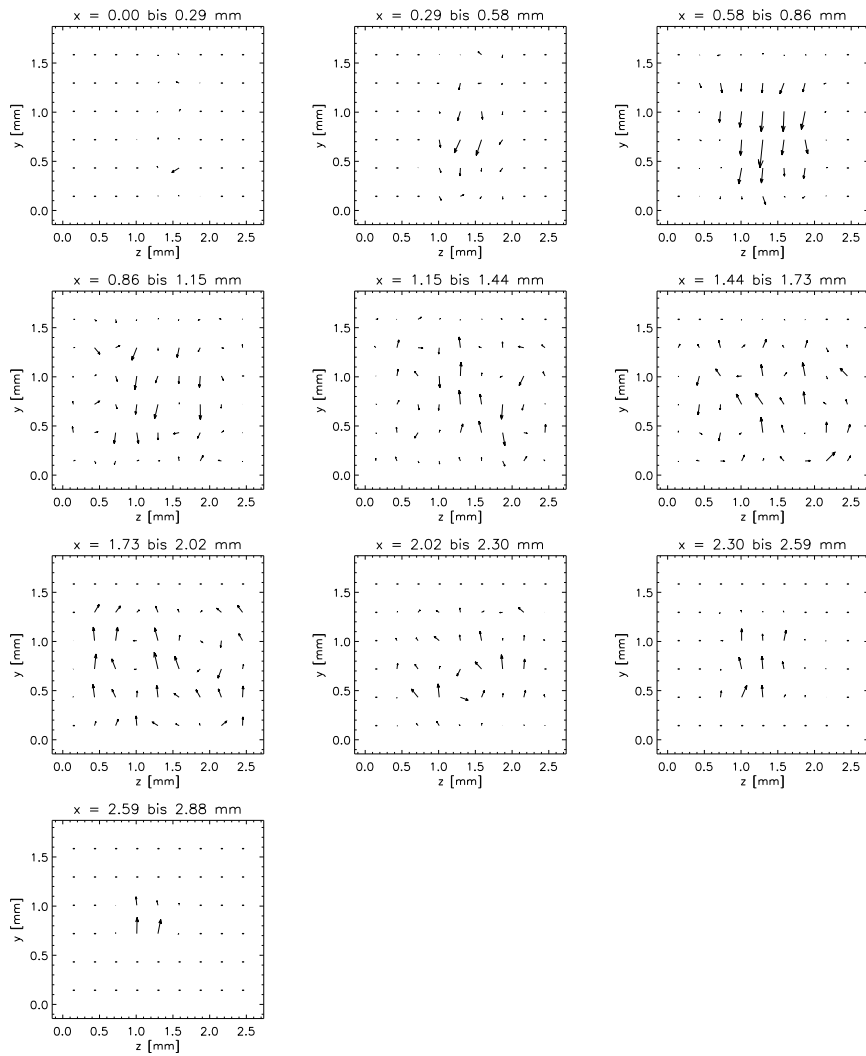 x = 0.00 bis 0.29 mm
x = 0.29 bis 0.58 mm
x = 0.58 bis 0.86 mm
y [mm]
1.5
1.0
0.5
0.0
y [mm]
1.5
1.0
0.5
0.0
y [mm]
1.5
1.0
0.5
0.0
0.0 0.5 1.0 1.5 2.0 2.5
0.0 0.5 1.0 1.5 2.0 2.5
0.0 0.5 1.0 1.5 2.0 2.5
z [mm]
z [mm]
z [mm]
x = 0.86 bis 1.15 mm
x = 1.15 bis 1.44 mm
x = 1.44 bis 1.73 mm
y [mm]
1.5
1.0
0.5
0.0
y [mm]
1.5
1.0
0.5
0.0
y [mm]
1.5
1.0
0.5
0.0
0.0 0.5 1.0 1.5 2.0 2.5
0.0 0.5 1.0 1.5 2.0 2.5
0.0 0.5 1.0 1.5 2.0 2.5
z [mm]
z [mm]
z [mm]
x = 1.73 bis 2.02 mm
x = 2.02 bis 2.30 mm
x = 2.30 bis 2.59 mm
y [mm]
1.5
1.0
0.5
0.0
y [mm]
1.5
1.0
0.5
0.0
y [mm]
1.5
1.0
0.5
0.0
0.0 0.5 1.0 1.5 2.0 2.5
0.0 0.5 1.0 1.5 2.0 2.5
0.0 0.5 1.0 1.5 2.0 2.5
z [mm]
z [mm]
z [mm]
x = 2.59 bis 2.88 mm
y [mm]
1.5
1.0
0.5
0.0
0.0 0.5 1.0 1.5 2.0 2.5
z [mm]